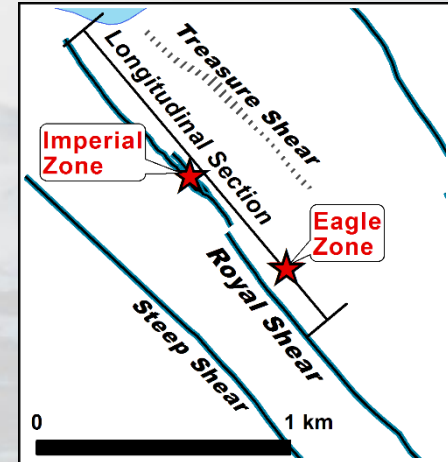 Treasure Shear
Longitudinal Section
Imperial
Zone
Eagle
Zone
Royal Shear
Steep Shear
0
1 km